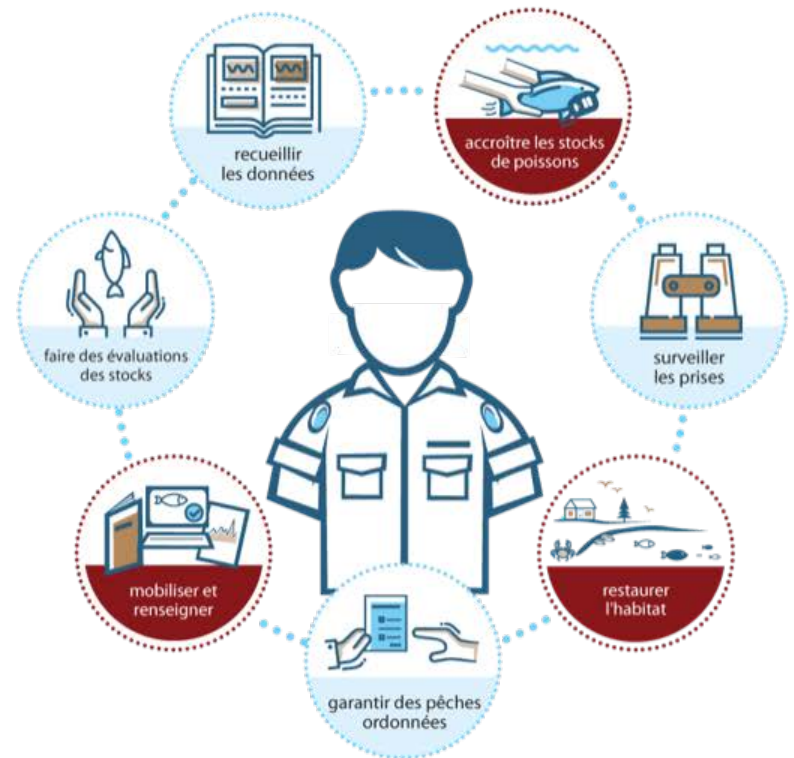 recueillir
les données
accroître les stocks
de poissons
faire des évaluations
des stocks
surveiller
les prises
mobiliser et
renseigner
restaurer
l'habitat
garantir des pêches
ordonnées